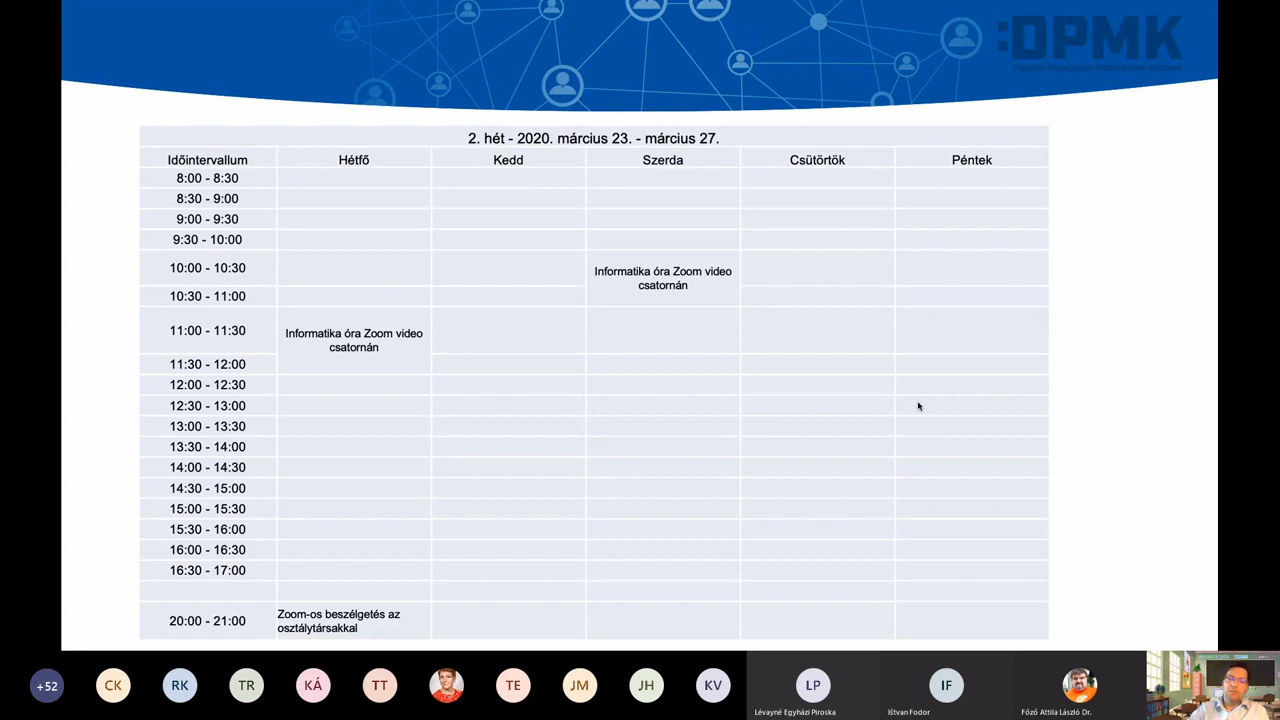 :DPMK
Digitális Pedagógiai Módszertani Központ
2. hét - 2020. március 23. - március 27.
Időintervallum Hétfő Kedd Szerda Csütörtök Péntek
8:00 - 8:30
8:30 - 9:00
9:00 - 9:30
9:30 - 10:00
10:00 - 10:30
Informatika óra Zoom video
csatornán
10:30 - 11:00
11:00 - 11:30
Informatika óra Zoom video
csatornán
11:30 - 12:00
12:00 - 12:30
12:30 - 13:00
13:00 - 13:30
13:30 - 14:00
14:00 - 14:30
14:30 - 15:00
15:00 - 15:30
15:30 - 16:00
16:00 - 16:30
16:30 - 17:00
20:00 - 21:00
Zoom-os beszélgetés az
osztálytársakkal
+52 CK RK TR KÁ TT TE JM JH KV LP IF
Lévayné Egyházi Piroska IStvan Fodor Főző Attila László Dr.